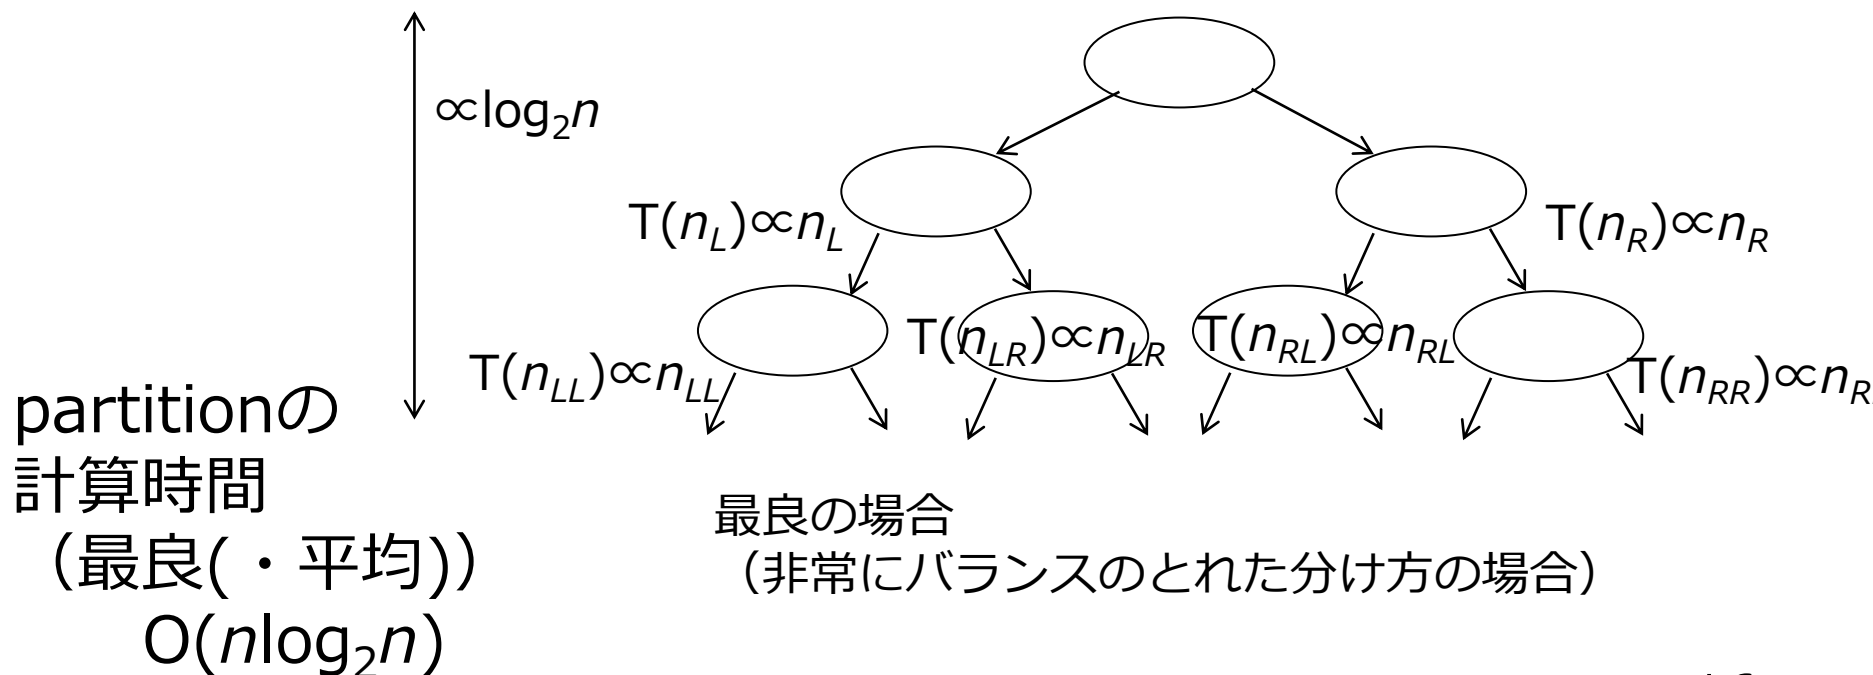 ∝log₂n
T(n_L)∝n_L
T(n_R)∝n_R
T(n_LL)∝n_LL
T(n_LR)∝n_LR
T(n_RL)∝n_RL
T(n_RR)∝n_R
partitionの
計算時間
（最良(・平均)）
O(nlog₂n)
最良の場合
（非常にバランスのとれた分け方の場合）